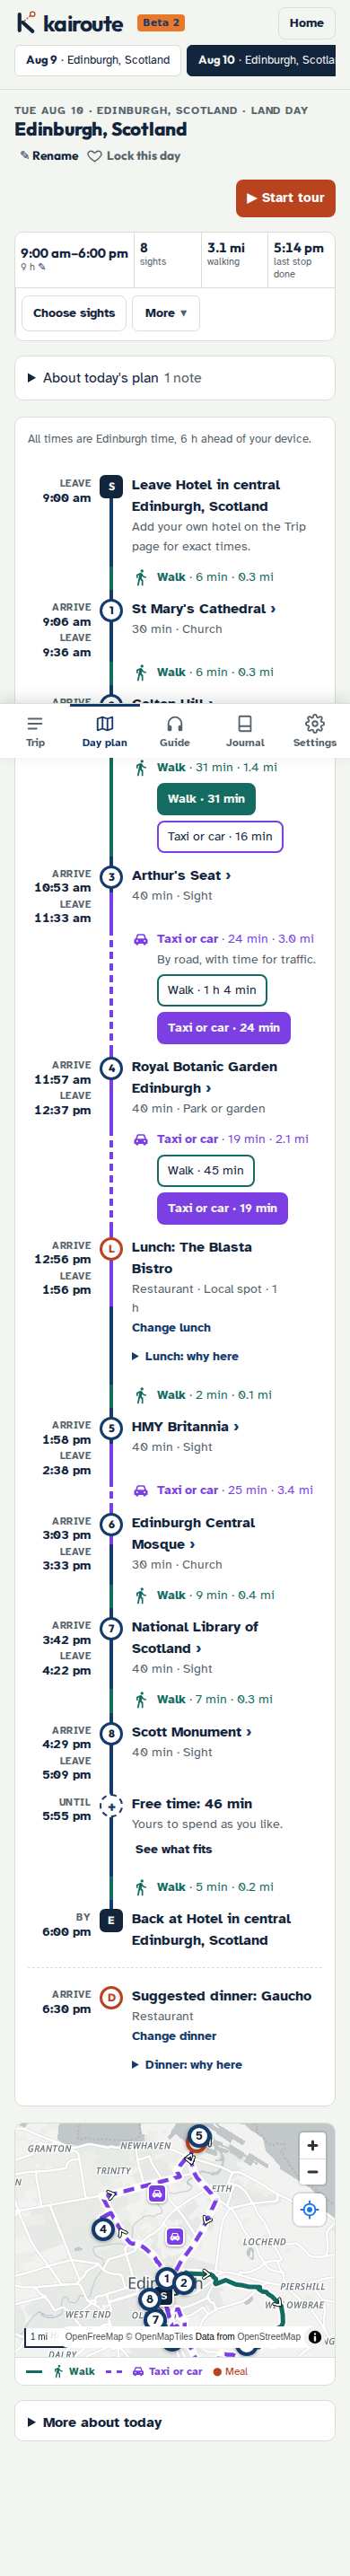 kairoute
Beta 2
Home
Aug 9 · Edinburgh, Scotland
Aug 10 · Edinburgh, Scotla
TUE AUG 10 · EDINBURGH, SCOTLAND · LAND DAY
Edinburgh, Scotland
✎ Rename
Lock this day
▶ Start tour
9:00 am–6:00 pm
9 h ✎
8
sights
3.1 mi
walking
5:14 pm
last stop
done
Choose sights
More ▾
▶ About today's plan 1 note
All times are Edinburgh time, 6 h ahead of your device.
LEAVE
9:00 am
S
Leave Hotel in central
Edinburgh, Scotland
Add your own hotel on the Trip
page for exact times.
Walk · 6 min · 0.3 mi
ARRIVE
9:06 am
LEAVE
9:36 am
1
St Mary's Cathedral ›
30 min · Church
Walk · 6 min · 0.3 mi
Trip
Day plan
Guide
Journal
Settings
Walk · 31 min · 1.4 mi
Walk · 31 min
Taxi or car · 16 min
ARRIVE
10:53 am
LEAVE
11:33 am
3
Arthur's Seat ›
40 min · Sight
Taxi or car · 24 min · 3.0 mi
By road, with time for traffic.
Walk · 1 h 4 min
Taxi or car · 24 min
ARRIVE
11:57 am
LEAVE
12:37 pm
4
Royal Botanic Garden
Edinburgh ›
40 min · Park or garden
Taxi or car · 19 min · 2.1 mi
Walk · 45 min
Taxi or car · 19 min
ARRIVE
12:56 pm
LEAVE
1:56 pm
L
Lunch: The Blasta
Bistro
Restaurant · Local spot · 1
h
Change lunch
▶ Lunch: why here
Walk · 2 min · 0.1 mi
ARRIVE
1:58 pm
LEAVE
2:38 pm
5
HMY Britannia ›
40 min · Sight
Taxi or car · 25 min · 3.4 mi
ARRIVE
3:03 pm
LEAVE
3:33 pm
6
Edinburgh Central
Mosque ›
30 min · Church
Walk · 9 min · 0.4 mi
ARRIVE
3:42 pm
LEAVE
4:22 pm
7
National Library of
Scotland ›
40 min · Sight
Walk · 7 min · 0.3 mi
ARRIVE
4:29 pm
LEAVE
5:09 pm
8
Scott Monument ›
40 min · Sight
UNTIL
5:55 pm
+
Free time: 46 min
Yours to spend as you like.
See what fits
Walk · 5 min · 0.2 mi
BY
6:00 pm
E
Back at Hotel in central
Edinburgh, Scotland
ARRIVE
6:30 pm
D
Suggested dinner: Gaucho
Restaurant
Change dinner
▶ Dinner: why here
GRANTON
NEWHAVEN
5
TRINITY
4
LOCHEND
1
2
8
7
PIERSHILL
WEST END
1 mi
OpenFreeMap © OpenMapTiles Data from OpenStreetMap
DALRY
Walk
Taxi or car
Meal
▶ More about today